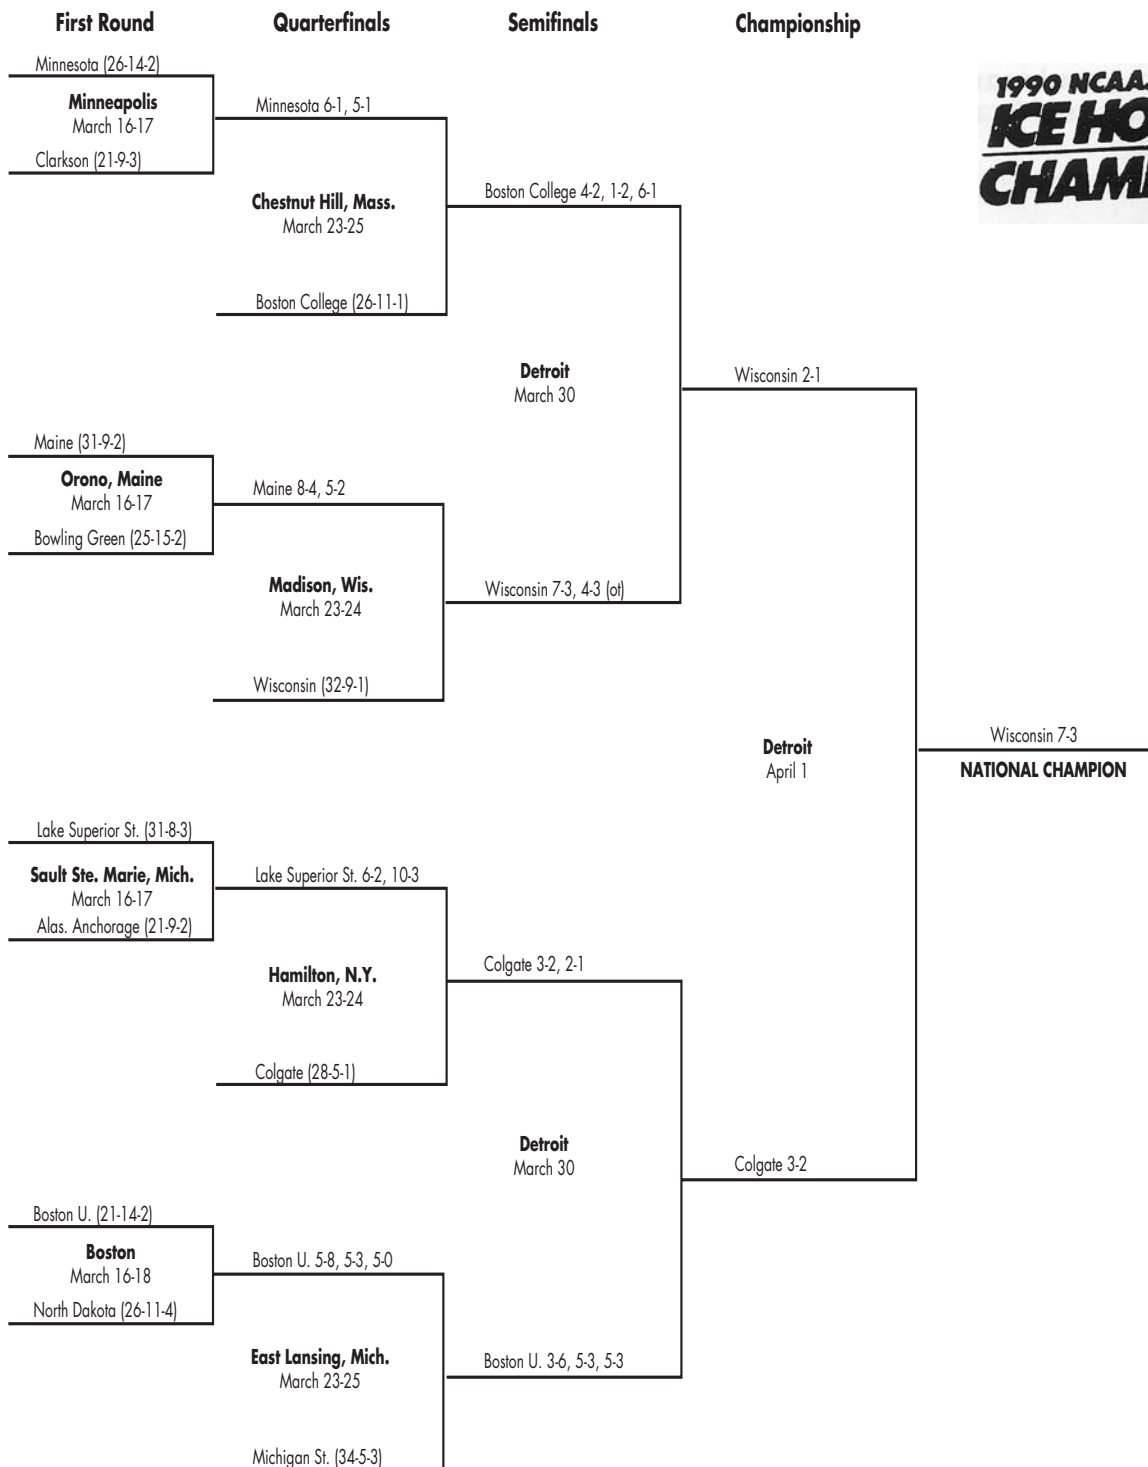 First Round
Quarterfinals
Semifinals
Championship
1990 NCAA
ICE HO
CHAM
Minnesota (26-14-2)
Minneapolis
March 16-17
Clarkson (21-9-3)
Minnesota 6-1, 5-1
Chestnut Hill, Mass.
March 23-25
Boston College (26-11-1)
Boston College 4-2, 1-2, 6-1
Detroit
March 30
Wisconsin 2-1
Maine (31-9-2)
Orono, Maine
March 16-17
Bowling Green (25-15-2)
Maine 8-4, 5-2
Madison, Wis.
March 23-24
Wisconsin (32-9-1)
Wisconsin 7-3, 4-3 (ot)
Detroit
April 1
Wisconsin 7-3
NATIONAL CHAMPION
Lake Superior St. (31-8-3)
Sault Ste. Marie, Mich.
March 16-17
Alas. Anchorage (21-9-2)
Lake Superior St. 6-2, 10-3
Hamilton, N.Y.
March 23-24
Colgate (28-5-1)
Colgate 3-2, 2-1
Detroit
March 30
Colgate 3-2
Boston U. (21-14-2)
Boston
March 16-18
North Dakota (26-11-4)
Boston U. 5-8, 5-3, 5-0
East Lansing, Mich.
March 23-25
Michigan St. (34-5-3)
Boston U. 3-6, 5-3, 5-3